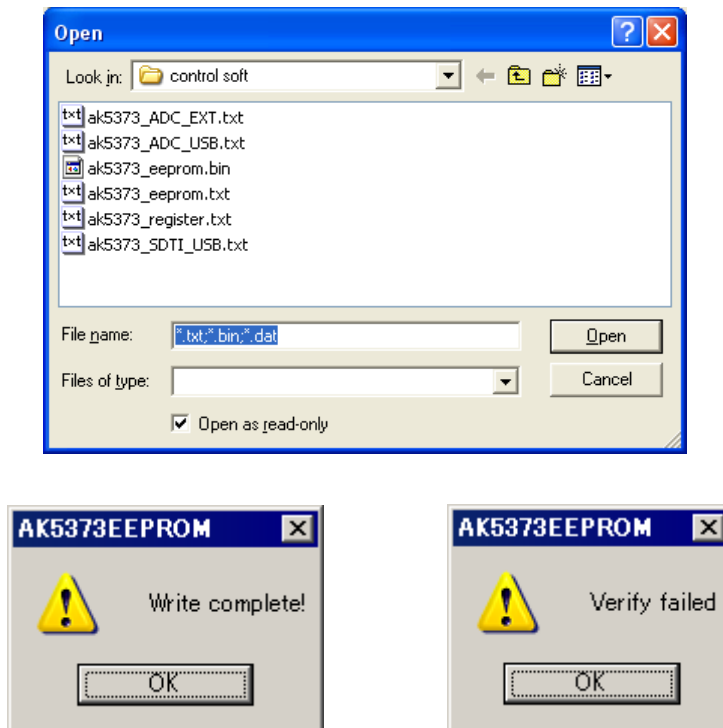 Open
Look in: control soft
ak5373_ADC_EXT.txt
ak5373_ADC_USB.txt
ak5373_eeprom.bin
ak5373_eeprom.txt
ak5373_register.txt
ak5373_SDTI_USB.txt
File name: *.txt;*.bin;*.dat Open
Files of type: Cancel
Open as read-only
AK5373EEPROM
Write complete!
OK
AK5373EEPROM
Verify failed
OK